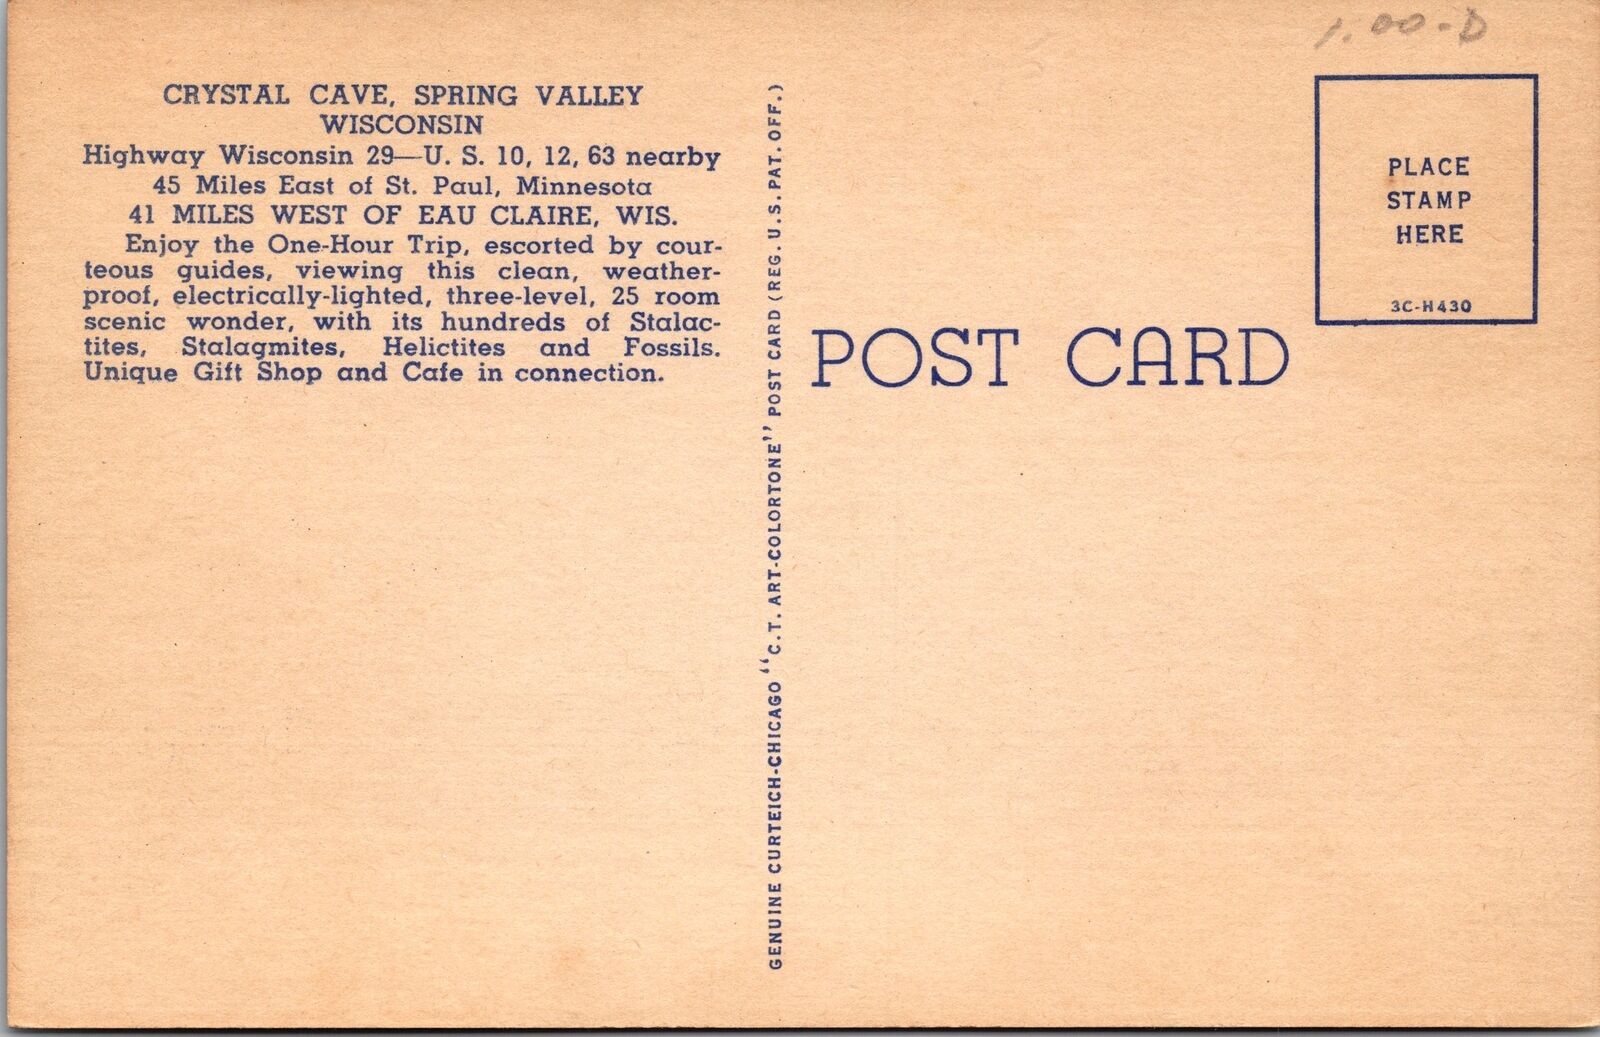 1.00-D
CRYSTAL CAVE, SPRING VALLEY
WISCONSIN
Highway Wisconsin 29—U. S. 10, 12, 63 nearby
45 Miles East of St. Paul, Minnesota
41 MILES WEST OF EAU CLAIRE, WIS.
Enjoy the One-Hour Trip, escorted by cour-
teous guides, viewing this clean, weather-
proof, electrically-lighted, three-level, 25 room
scenic wonder, with its hundreds of Stalac-
tites, Stalagmites, Helictites and Fossils.
Unique Gift Shop and Cafe in connection.
GENUINE CURTEICH-CHICAGO "C.T. ART-COLORTONE" POST CARD (REG. U.S. PAT. OFF.)
POST CARD
PLACE
STAMP
HERE
3C-H430